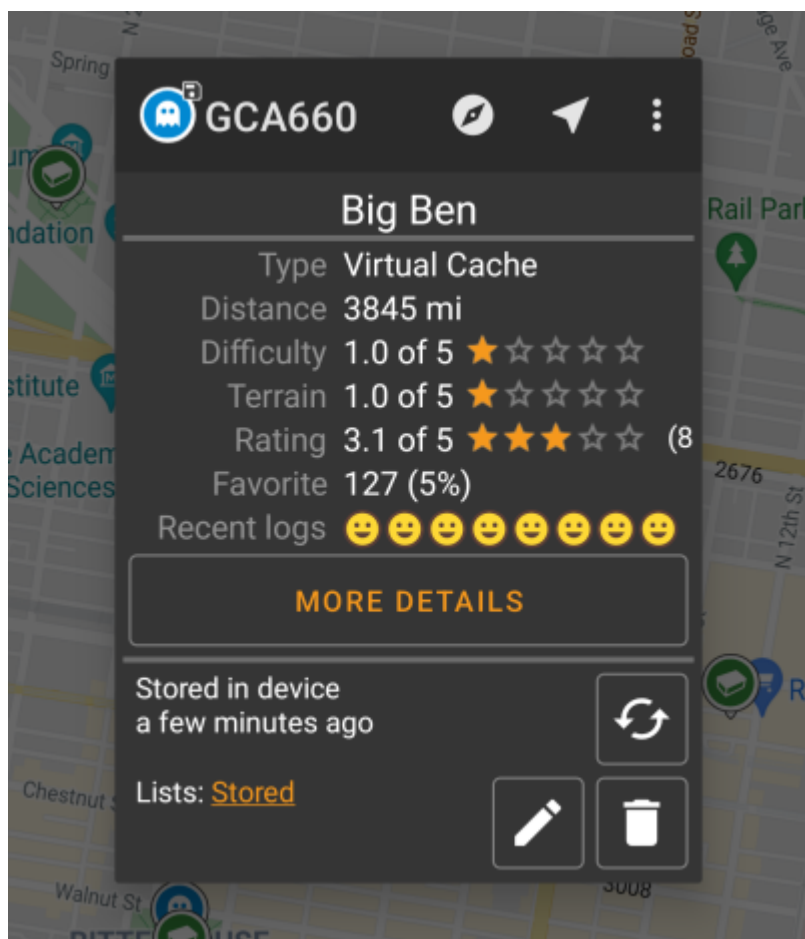 Spring
GCA660
Big Ben
Rail Par
ndation
Type Virtual Cache
Distance 3845 mi
Difficulty 1.0 of 5
Terrain 1.0 of 5
stitute
Rating 3.1 of 5 (8
Academ
Sciences
2676
Favorite 127 (5%)
N 12th St
Recent logs
MORE DETAILS
Stored in device
a few minutes ago
R
Chestnut
Lists: Stored
Walnut St
3008